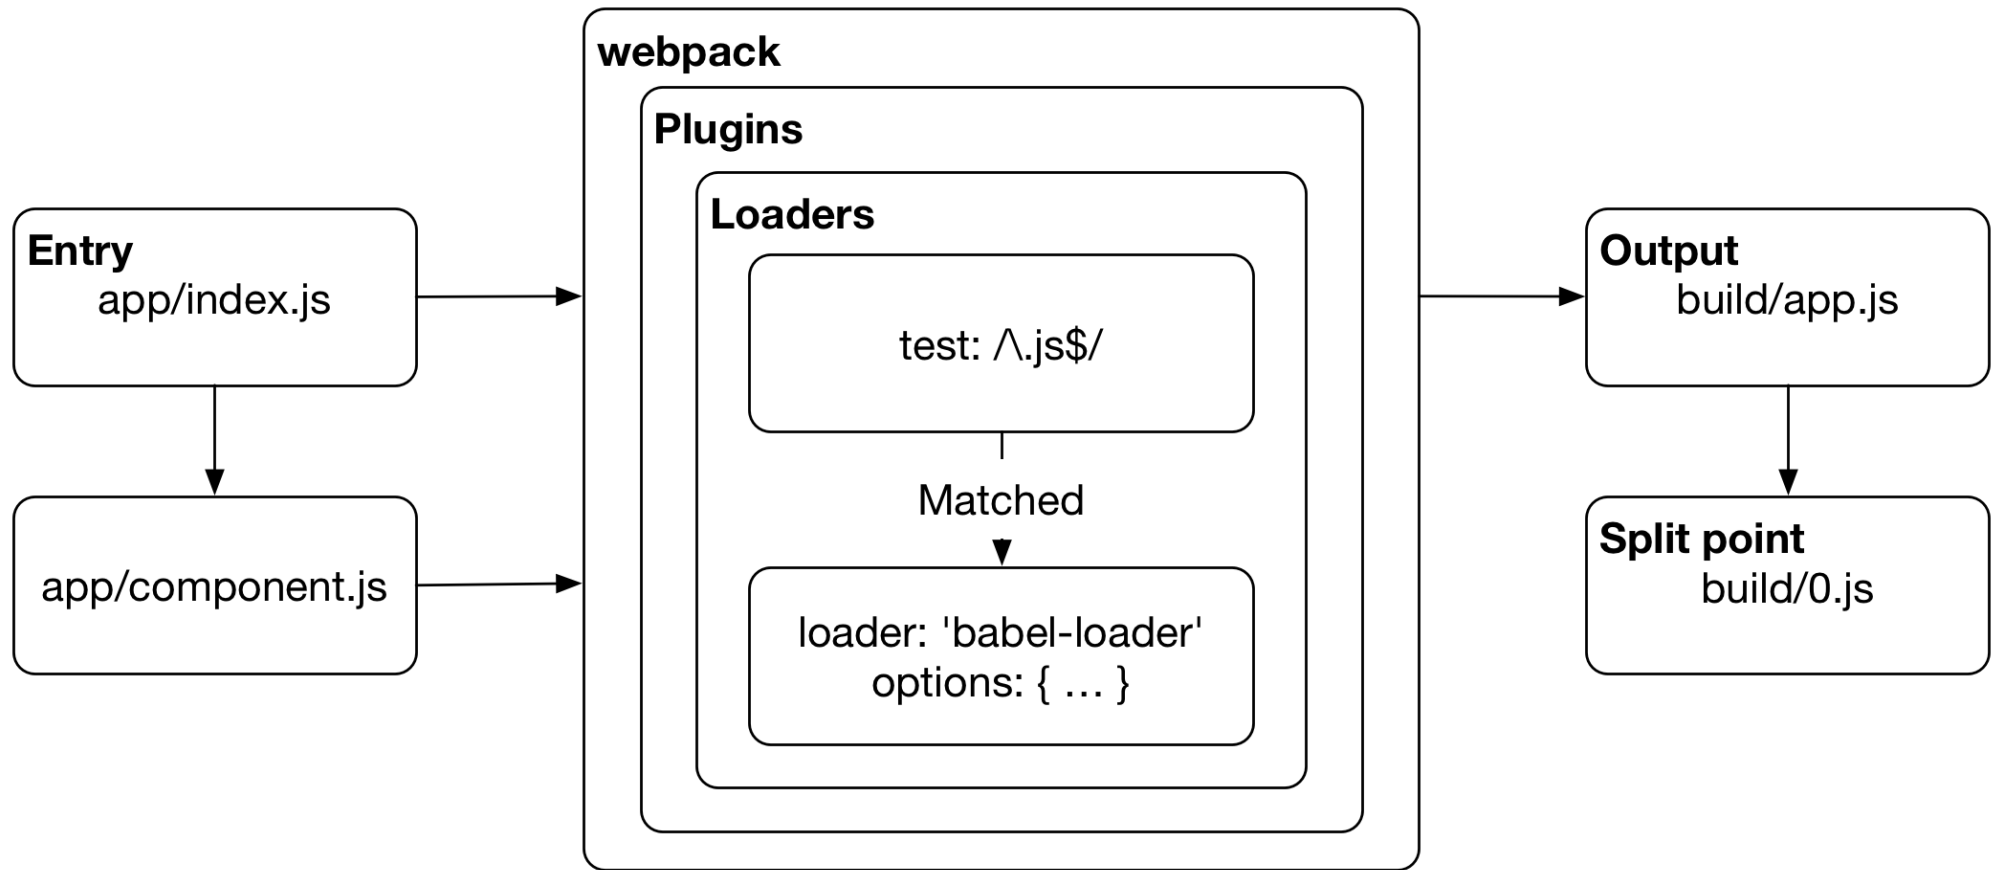 webpack
Plugins
Loaders
Entry
app/index.js
test: /\.js$/
Matched
app/component.js
loader: 'babel-loader'
options: { ... }
Output
build/app.js
Split point
build/0.js